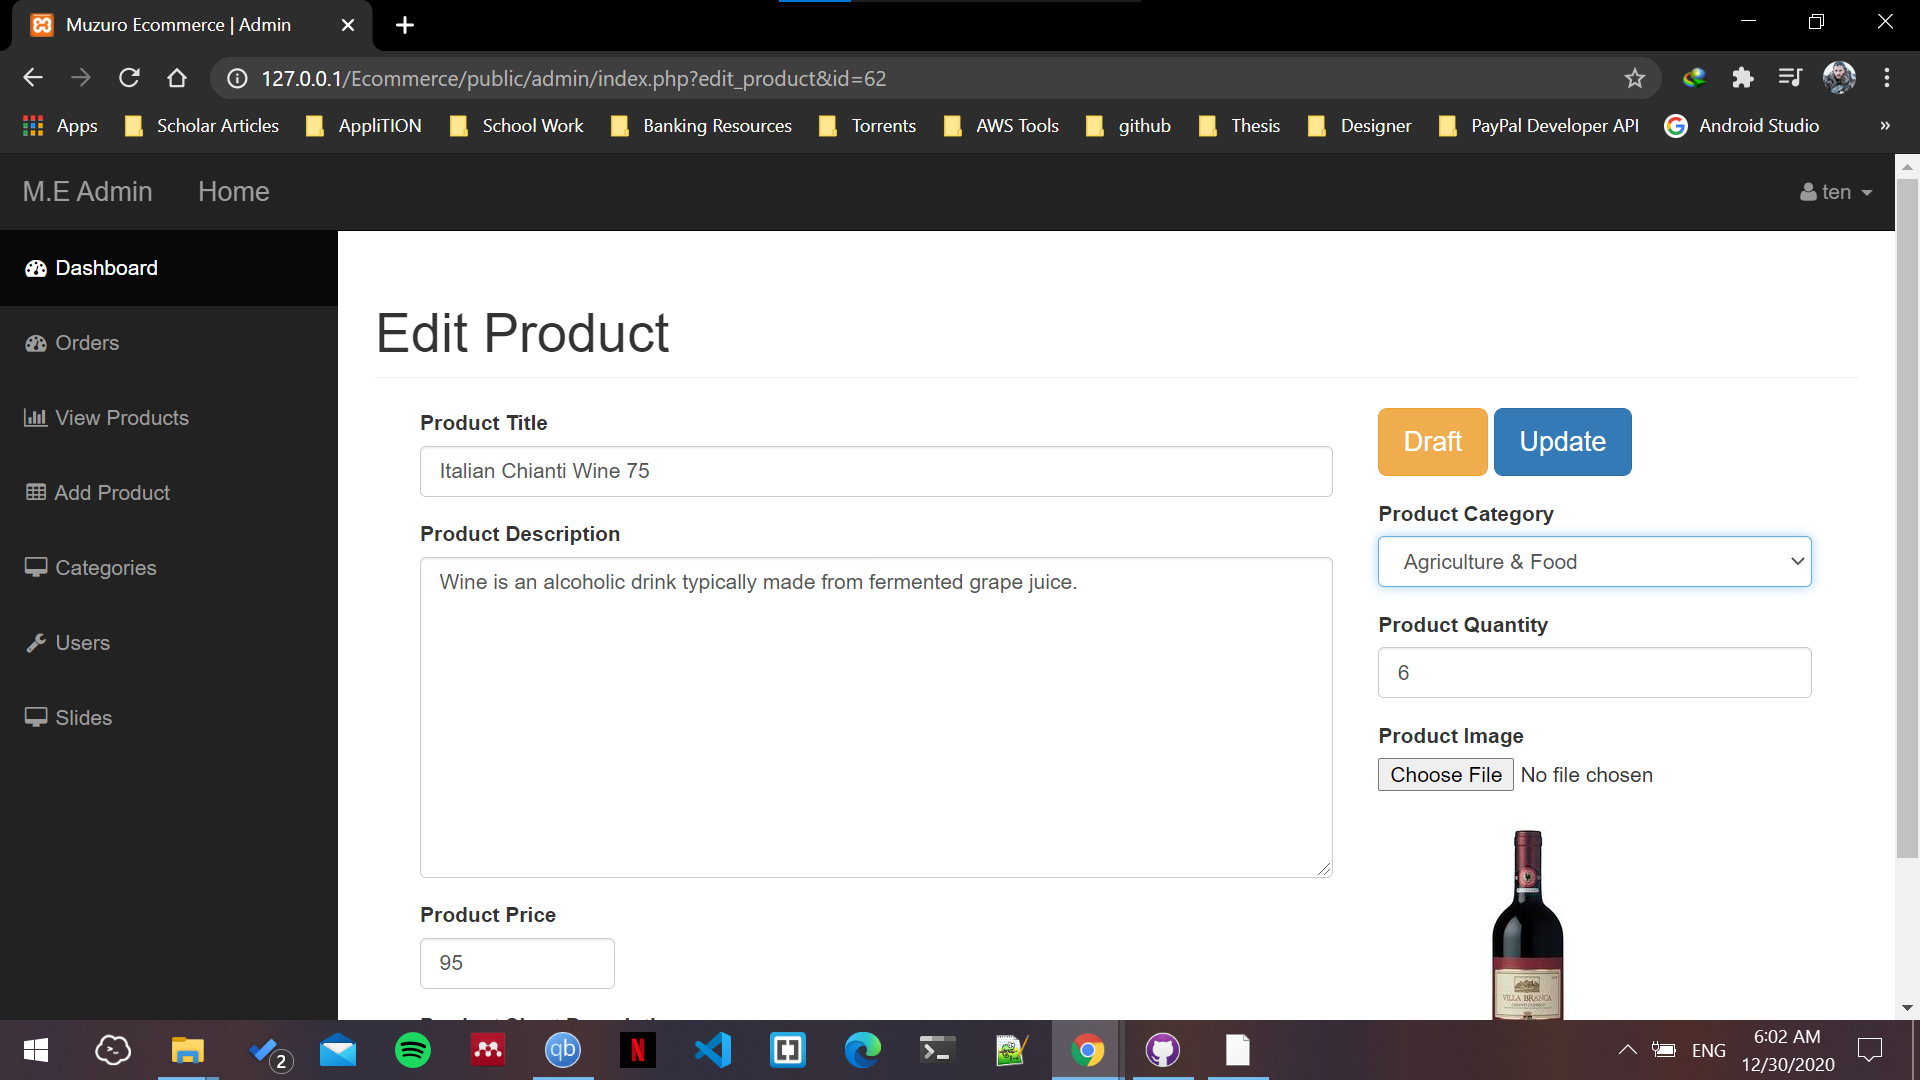 Muzuro Ecommerce | Admin
127.0.0.1/Ecommerce/public/admin/index.php?edit_product&id=62
Apps Scholar Articles AppliTION School Work Banking Resources Torrents AWS Tools github Thesis Designer PayPal Developer API Android Studio »
M.E Admin Home ten
Dashboard
Orders
View Products
Add Product
Categories
Users
Slides
Edit Product
Product Title
Italian Chianti Wine 75
Product Description
Wine is an alcoholic drink typically made from fermented grape juice.
Product Price
95
Draft Update
Product Category
Agriculture & Food
Product Quantity
6
Product Image
Choose File No file chosen
VILLA BRANCA
2
qb
N
ENG
6:02 AM
12/30/2020